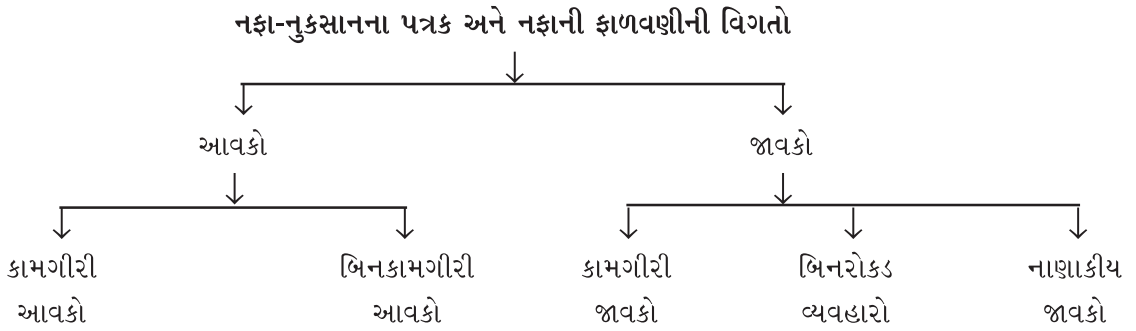 નફા-નુકસાનના પત્રક અને નફાની ફાળવણીની વિગતો
આવકો જાવકો
કામગીરી બિનકામગીરી કામગીરી બિનરોકડ નાણાકીય
આવકો આવકો જાવકો વ્યવહારો જાવકો